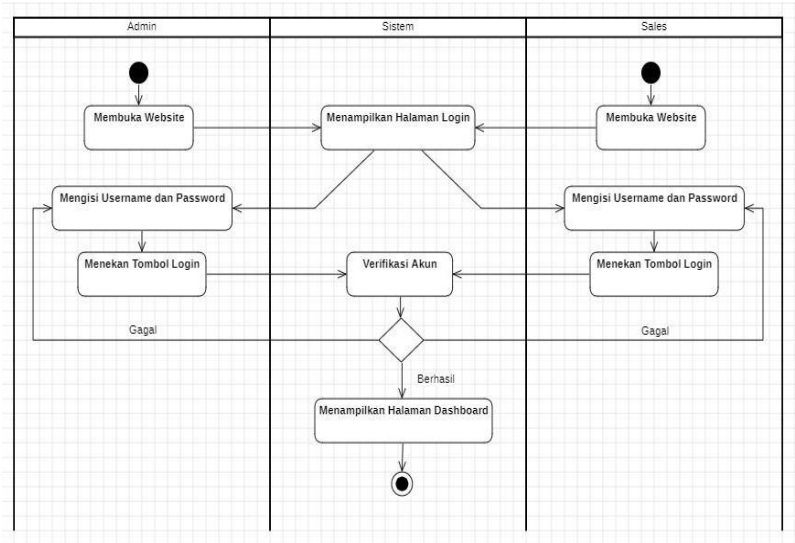 Admin
Sistem
Sales
Membuka Website
Menampilkan Halaman Login
Membuka Website
Mengisi Username dan Password
Mengisi Username dan Password
Menekan Tombol Login
Verifikasi Akun
Menekan Tombol Login
Gagal
Gagal
Berhasil
Menampilkan Halaman Dashboard